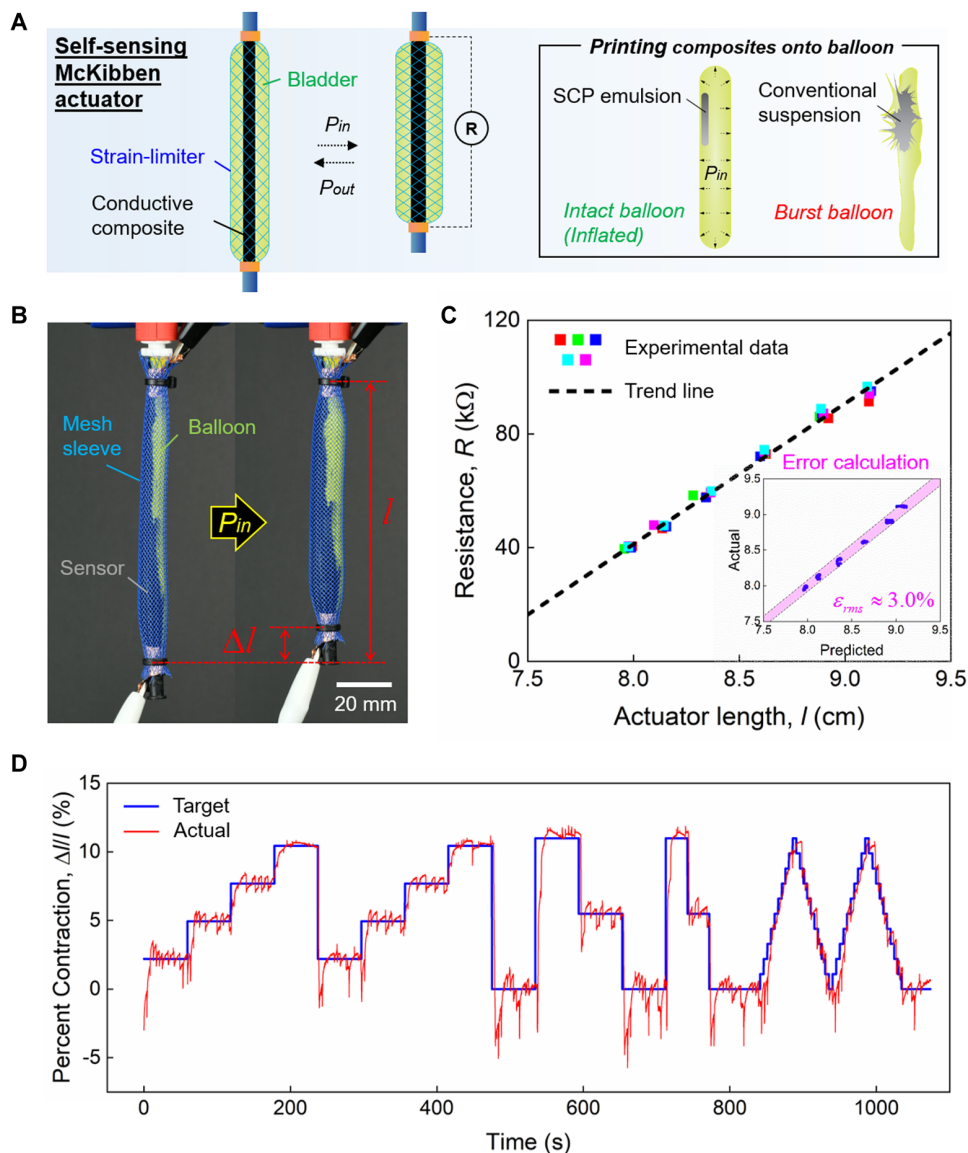 A
Self-sensing
McKibben
actuator
Bladder
Strain-limiter
Conductive
composite
Pin
Pout
R
Printing composites onto balloon
SCP emulsion
Conventional
suspension
Pin
Intact balloon
(Inflated)
Burst balloon
B
Mesh
sleeve
Balloon
Pin
Sensor
l
Δl
20 mm
C
120
80
40
0
Resistance, R (kΩ)
Experimental data
Trend line
Error calculation
9.5
9.0
8.5
8.0
7.5
Actual
εrms ≈ 3.0%
7.5 8.0 8.5 9.0 9.5
Predicted
7.5 8.0 8.5 9.0 9.5
Actuator length, l (cm)
D
15
10
5
0
-5
Percent Contraction, Δl/l (%)
Target
Actual
0 200 400 600 800 1000
Time (s)